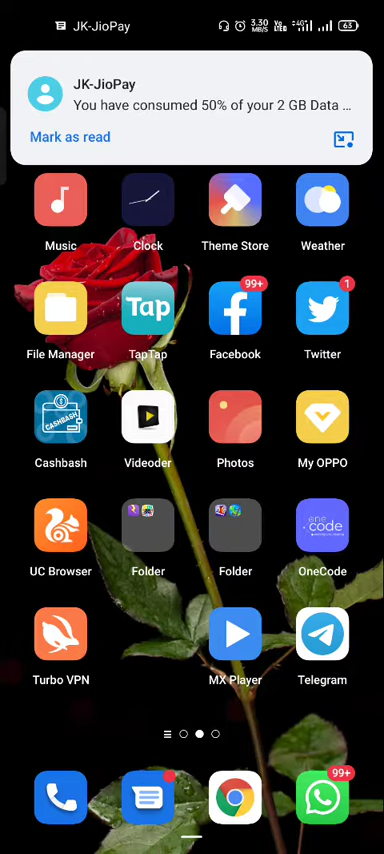 JK-JioPay
3.30 MB/S
Vo LTE
4G
63
JK-JioPay
You have consumed 50% of your 2 GB Data ...
Mark as read
Music
Clock
Theme Store
Weather
99+
1
Tap
File Manager
TapTap
Facebook
Twitter
CASHBASH
Cashbash
Videoder
Photos
My OPPO
one code
UC Browser
Folder
Folder
OneCode
Turbo VPN
MX Player
Telegram
99+